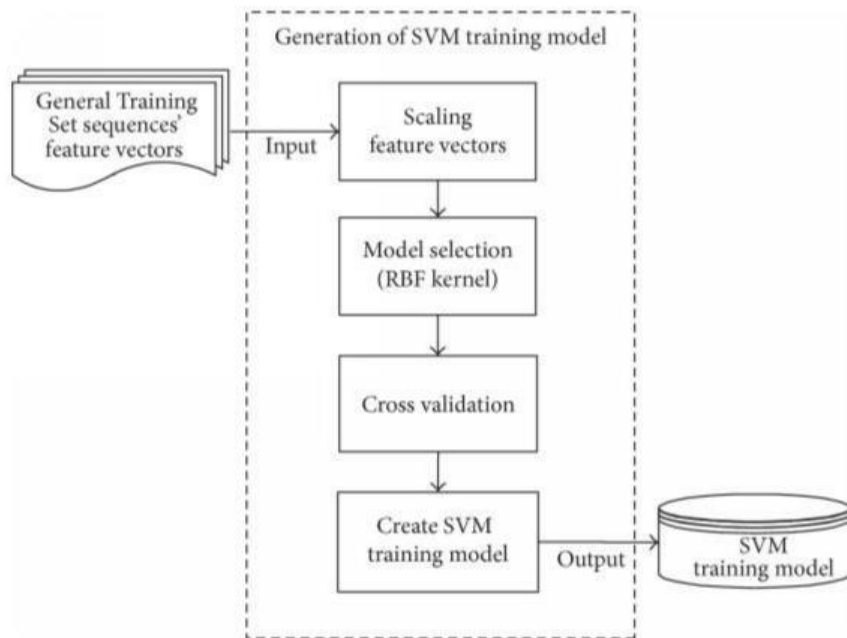 Generation of SVM training model
General Training
Set sequences'
feature vectors
Input
Scaling
feature vectors
Model selection
(RBF kernel)
Cross validation
Create SVM
training model
Output
SVM
training model